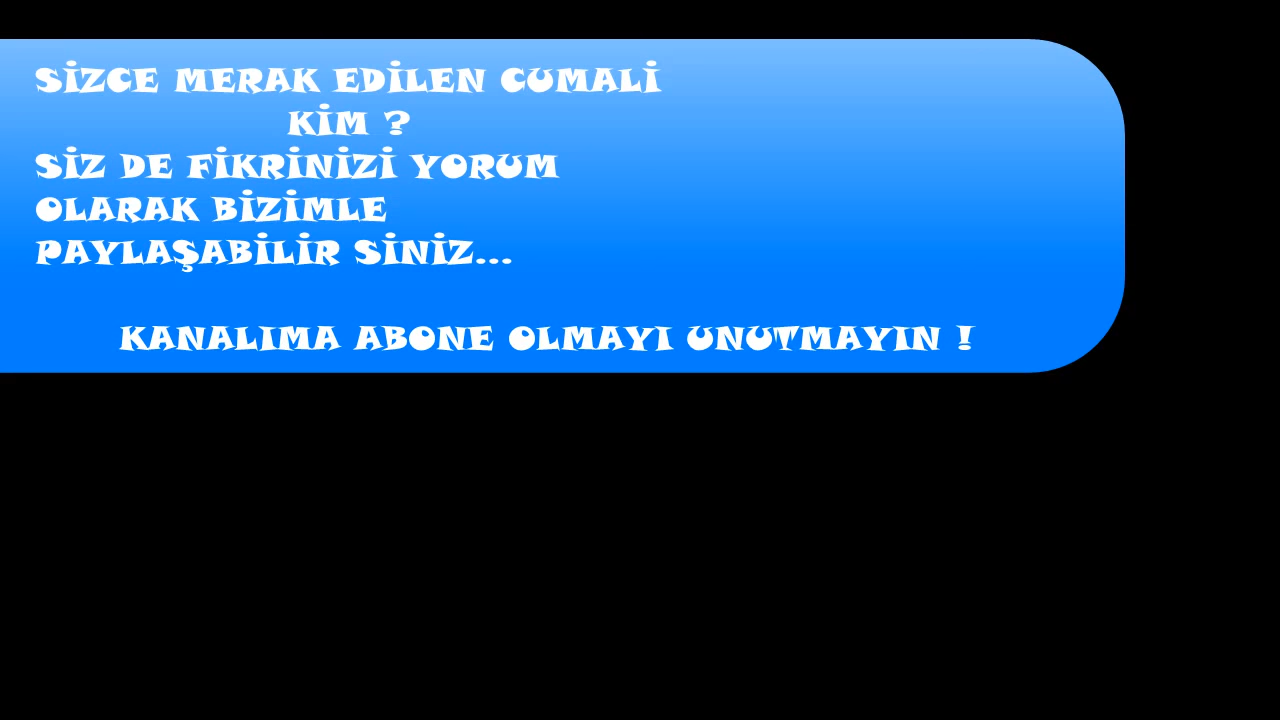 SİZCE MERAK EDİLEN CUMALİ
KİM ?
SİZ DE FİKRİNİZİ YORUM
OLARAK BİZİMLE
PAYLAŞABİLİR SİNİZ...
KANALIMA ABONE OLMAYI UNUTMAYIN !